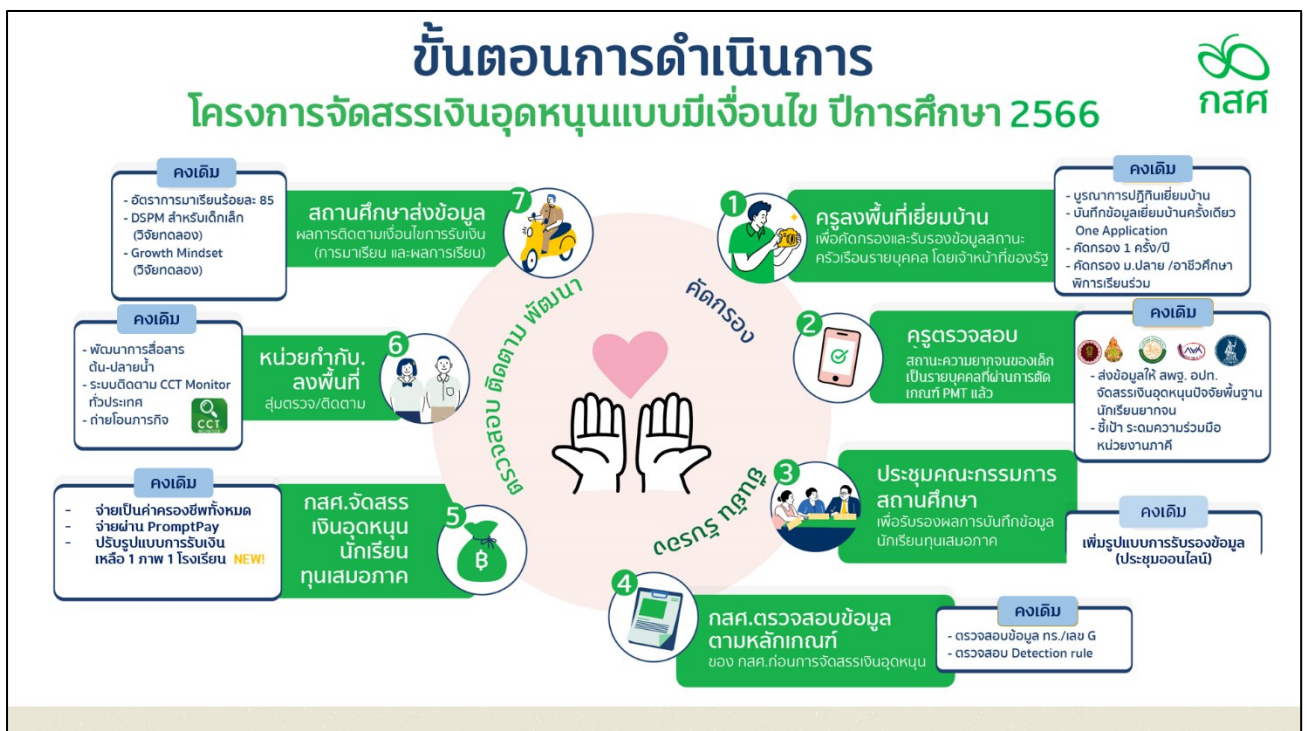 ขั้นตอนการดำเนินการ
โครงการจัดสรรเงินอุดหนุนแบบมีเงื่อนไข ปีการศึกษา 2566
กสศ
1
ครูลงพื้นที่เยี่ยมบ้าน
เพื่อคัดกรองและรับรองข้อมูลสถานะ
ครัวเรือนรายบุคคล โดยเจ้าหน้าที่ของรัฐ
คงเดิม
- บูรณาการปฏิทินเยี่ยมบ้าน
- บันทึกข้อมูลเยี่ยมบ้านครั้งเดียว
One Application
- คัดกรอง 1 ครั้ง/ปี
- คัดกรอง ม.ปลาย /อาชีวศึกษา
พิการเรียนร่วม
2
ครูตรวจสอบ
สถานะความยากจนของเด็ก
เป็นรายบุคคลที่ผ่านการตัด
เกณฑ์ PMT แล้ว
คงเดิม
- ส่งข้อมูลให้ สพฐ. อปท.
จัดสรรเงินอุดหนุนปัจจัยพื้นฐาน
นักเรียนยากจน
- ชี้เป้า ระดมความร่วมมือ
หน่วยงานภาคี
3
ประชุมคณะกรรมการ
สถานศึกษา
เพื่อรับรองผลการบันทึกข้อมูล
นักเรียนทุนเสมอภาค
คงเดิม
เพิ่มรูปแบบการรับรองข้อมูล
(ประชุมออนไลน์)
4
กสศ.ตรวจสอบข้อมูล
ตามหลักเกณฑ์
ของ กสศ.ก่อนการจัดสรรเงินอุดหนุน
คงเดิม
- ตรวจสอบข้อมูล ทร./เลข G
- ตรวจสอบ Detection rule
5
กสศ.จัดสรร
เงินอุดหนุน
นักเรียน
ทุนเสมอภาค
฿
คงเดิม
- จ่ายเป็นค่าครองชีพทั้งหมด
- จ่ายผ่าน PromptPay
- ปรับรูปแบบการรับเงิน
เหลือ 1 ภาพ 1 โรงเรียน NEW!
6
หน่วยกำกับ.
ลงพื้นที่
สุ่มตรวจ/ติดตาม
คงเดิม
- พัฒนาการสื่อสาร
ต้น-ปลายน้ำ
- ระบบติดตาม CCT Monitor
ทั่วประเทศ
- ถ่ายโอนภารกิจ
CCT
7
สถานศึกษาส่งข้อมูล
ผลการติดตามเงื่อนไขการรับเงิน
(การมาเรียน และผลการเรียน)
คงเดิม
- อัตราการมาเรียนร้อยละ 85
- DSPM สำหรับเด็กเล็ก
(วิจัยทดลอง)
- Growth Mindset
(วิจัยทดลอง)
คัดกรอง
ยืนยัน รับรอง
ตรวจสอบ ติดตาม พัฒนา